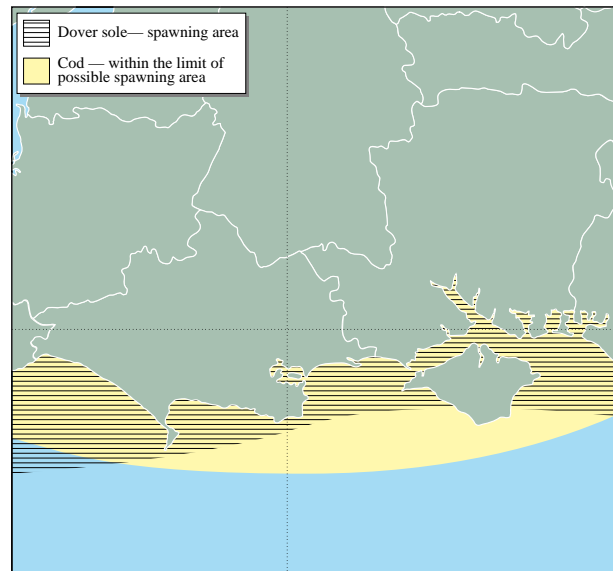 Dover sole— spawning area
Cod — within the limit of
possible spawning area